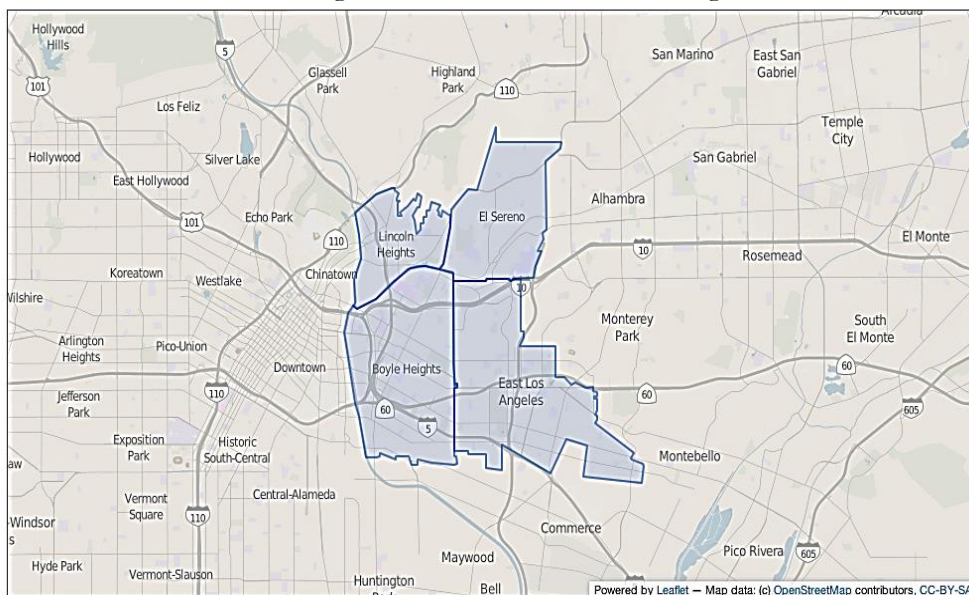 Hollywood
Hills
Glassell
Park
Highland
Park
San Marino
East San
Gabriel
5
101
110
Los Feliz
Temple
City
Hollywood
Silver Lake
San Gabriel
East Hollywood
Alhambra
El Sereno
Echo Park
101
110
Lincoln
Heights
El Monte
10
Rosemead
Koreatown
Westlake
Chinatown
10
Monterey
Park
South
El Monte
Arlington
Heights
Pico-Union
Downtown
Boyle Heights
East Los
Angeles
60
60
110
Jefferson
Park
60
5
605
Exposition
Park
Historic
South-Central
Montebello
Vermont
Square
Central-Alameda
110
-Windsor
Commerce
Pico Rivera
605
Hyde Park
Vermont-Slauson
Maywood
Huntington
Bell
Powered by Leaflet — Map data: (c) OpenStreetMap contributors, CC-BY-SA